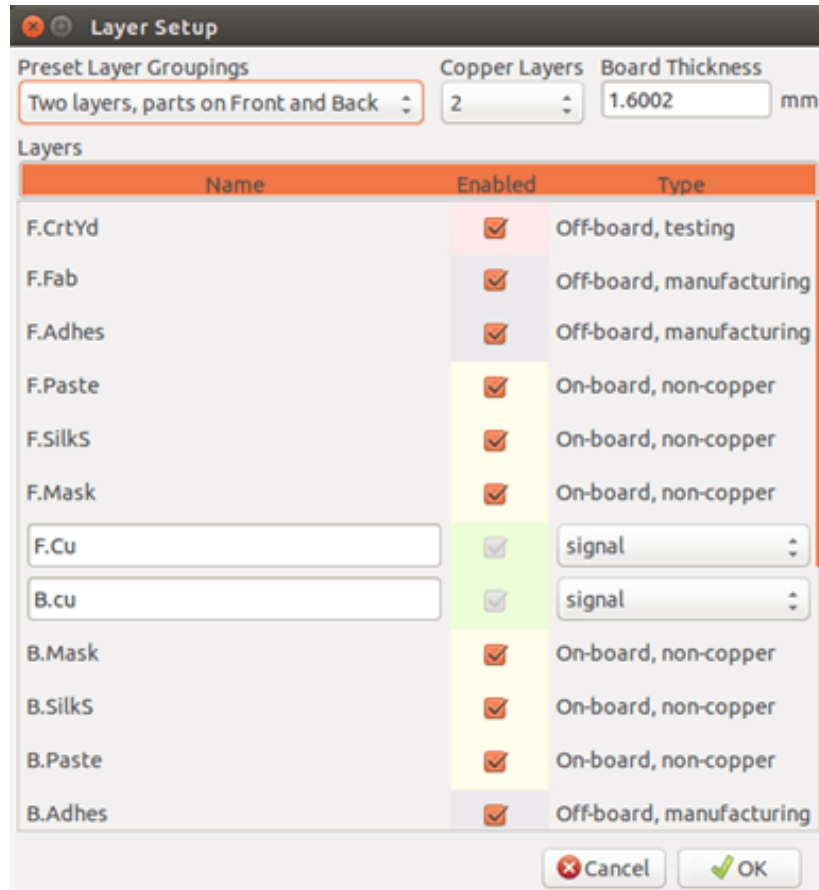 Layer Setup
Preset Layer Groupings Copper Layers Board Thickness
Two layers, parts on Front and Back 2 1.6002 mm
Layers
Name Enabled Type
F.CrtYd Off-board, testing
F.Fab Off-board, manufacturing
F.Adhes Off-board, manufacturing
F.Paste On-board, non-copper
F.SilkS On-board, non-copper
F.Mask On-board, non-copper
F.Cu signal
B.cu signal
B.Mask On-board, non-copper
B.SilkS On-board, non-copper
B.Paste On-board, non-copper
B.Adhes Off-board, manufacturing
Cancel OK